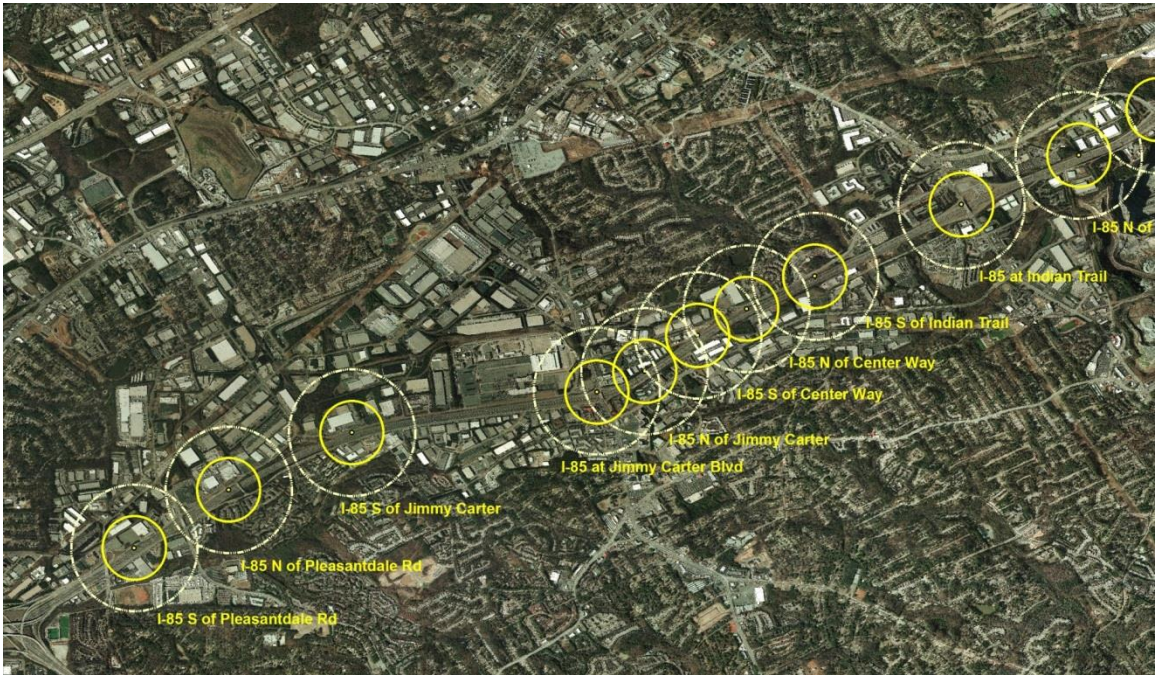 I-85 N of
I-85 at Indian Trail
I-85 S of Indian Trail
I-85 N of Center Way
I-85 S of Center Way
I-85 N of Jimmy Carter
I-85 at Jimmy Carter Blvd
I-85 S of Jimmy Carter
I-85 N of Pleasantdale Rd
I-85 S of Pleasantdale Rd